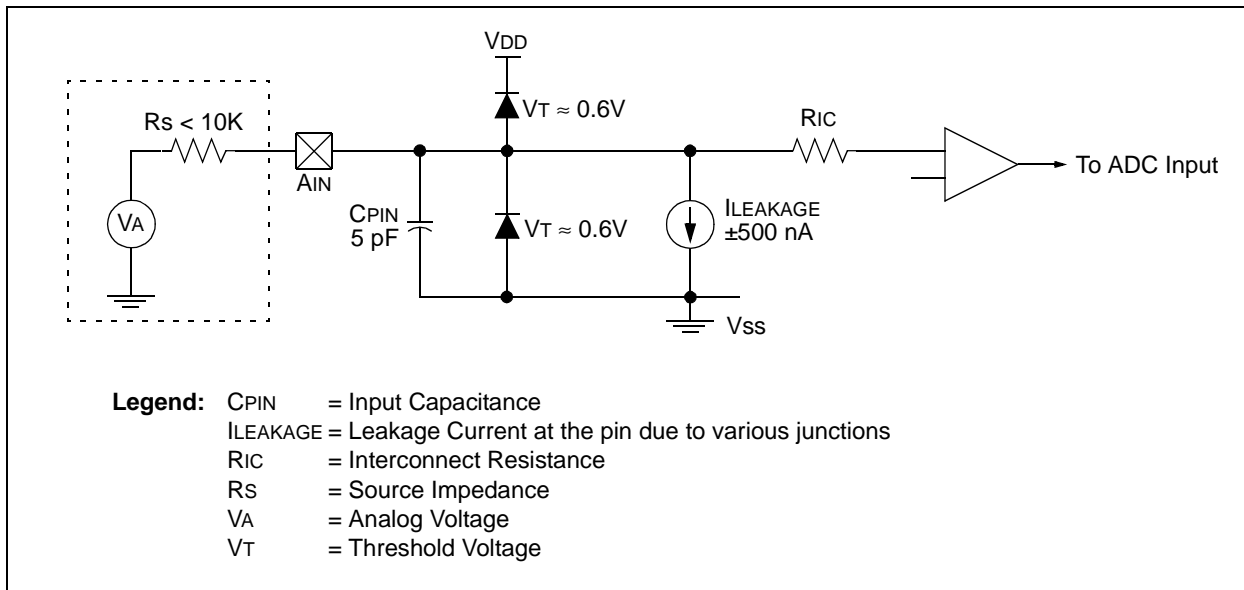 VDD
VT ≈ 0.6V
Rs < 10K
RIC
AIN
To ADC Input
VA
CPIN
5 pF
VT ≈ 0.6V
ILEAKAGE
±500 nA
Vss
Legend: CPIN = Input Capacitance
ILEAKAGE = Leakage Current at the pin due to various junctions
RIC = Interconnect Resistance
RS = Source Impedance
VA = Analog Voltage
VT = Threshold Voltage